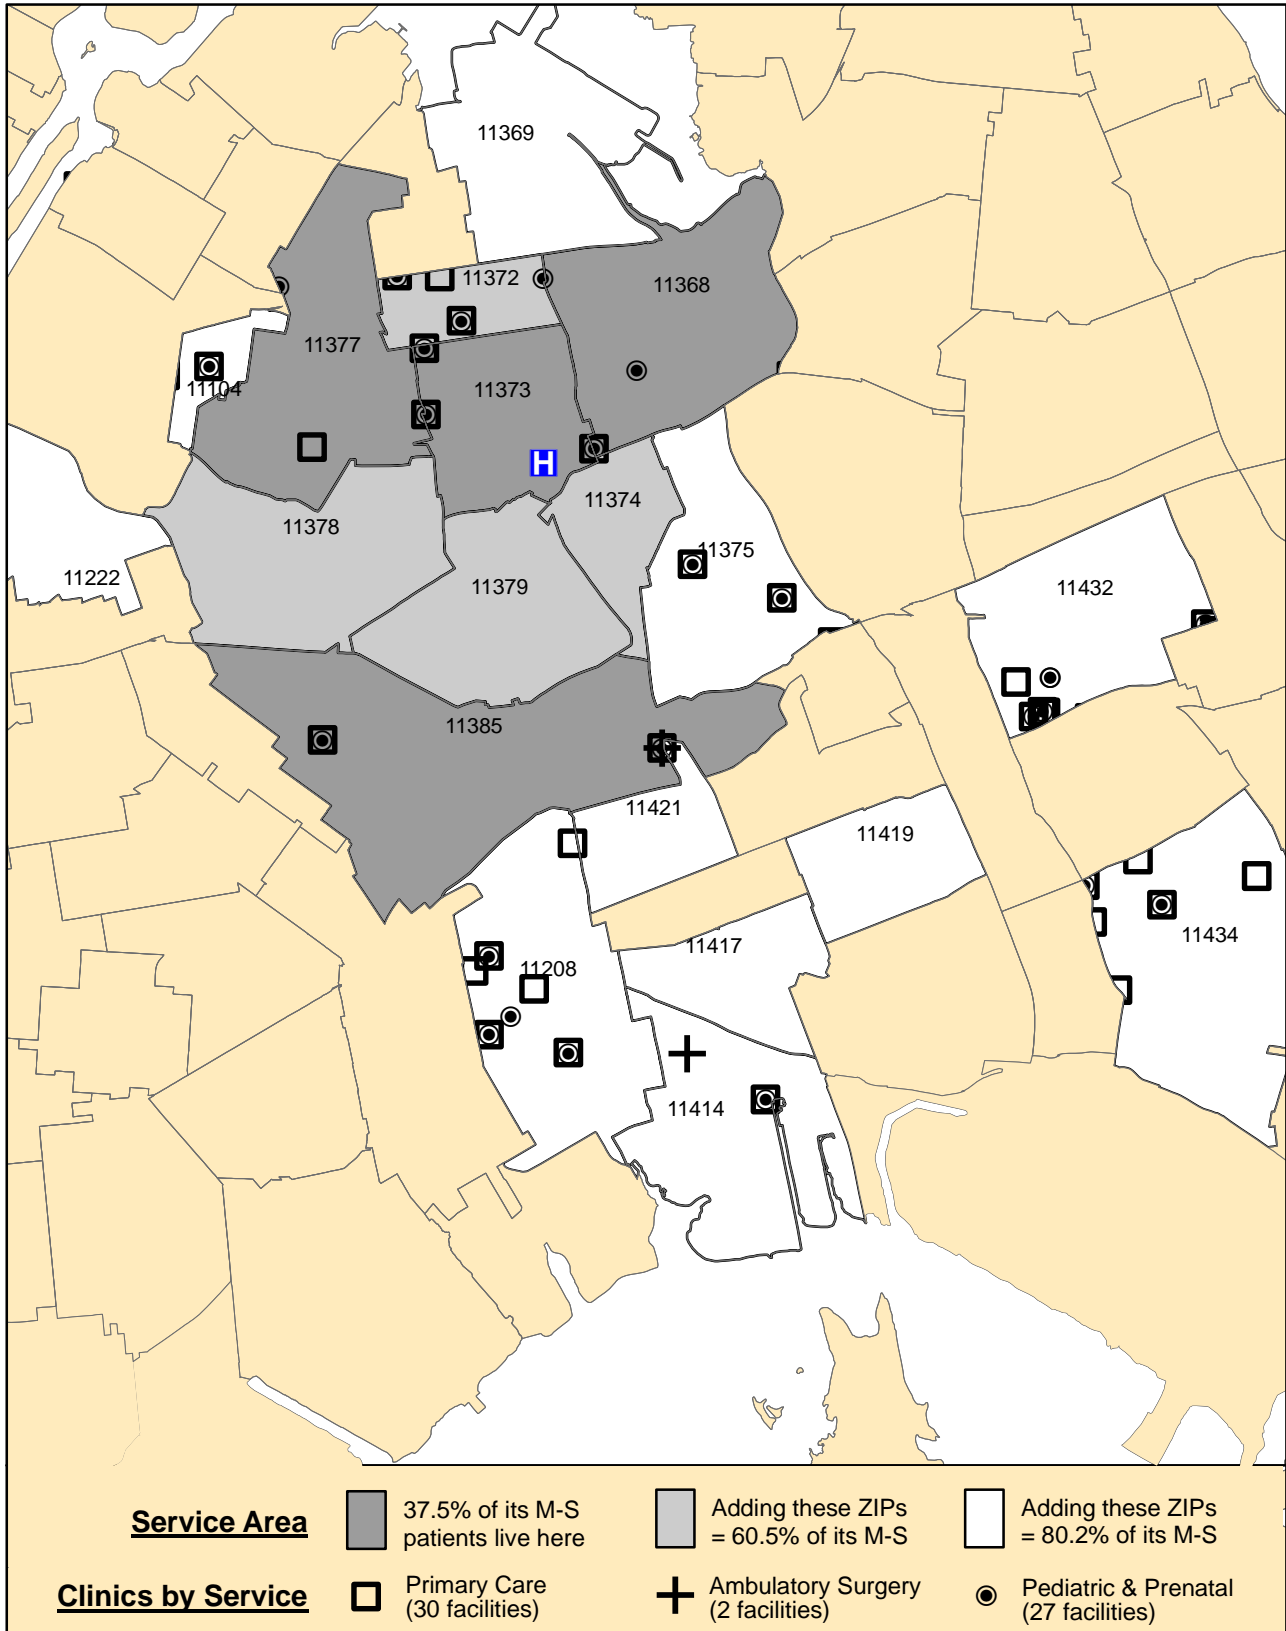 11369
11372
11368
11377
11373
11104
11374
11378
11375
11222
11379
11432
11385
11421
11419
11417
11434
11208
11414
H
Service Area
37.5% of its M-S
patients live here
Adding these ZIPs
= 60.5% of its M-S
Adding these ZIPs
= 80.2% of its M-S
Clinics by Service
Primary Care
(30 facilities)
Ambulatory Surgery
(2 facilities)
Pediatric & Prenatal
(27 facilities)